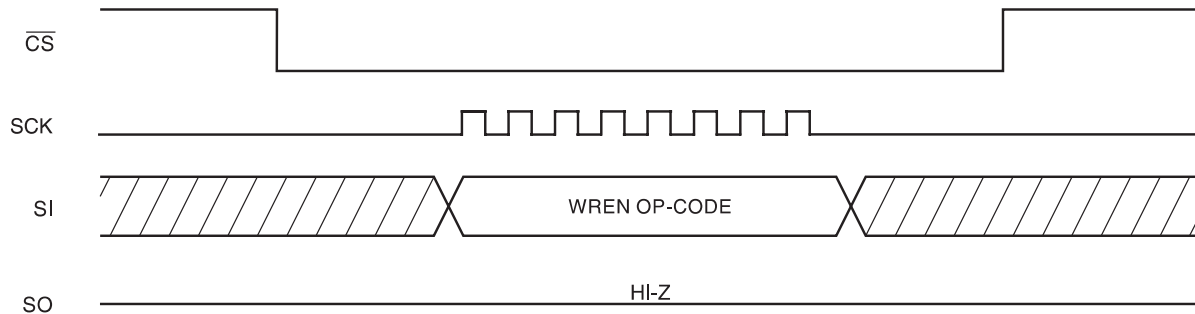 CS
SCK
SI
WREN OP-CODE
SO
HI-Z